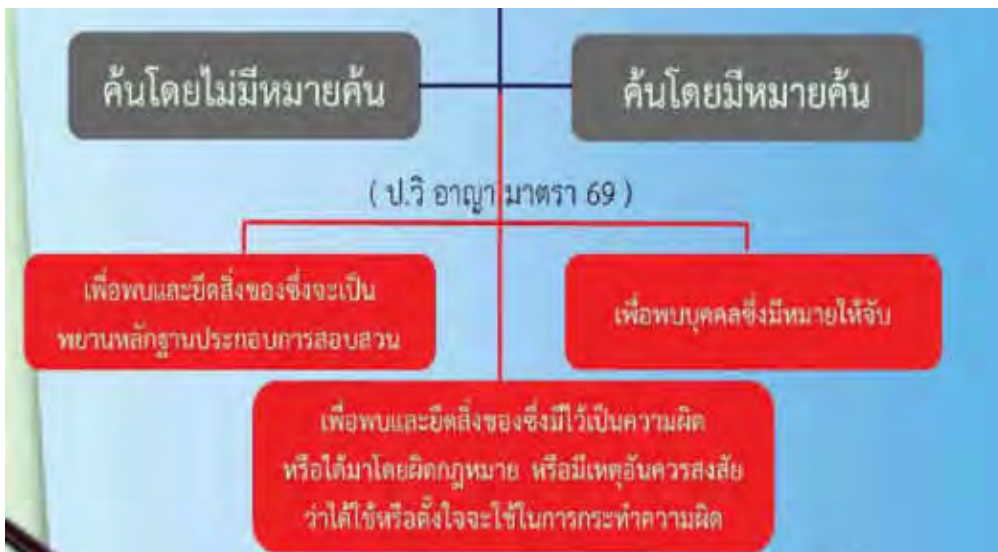 ค้นโดยไม่มีหมายค้น
ค้นโดยมีหมายค้น
( ป.วิ อาญา มาตรา 69 )
เพื่อพบและยึดสิ่งของซึ่งจะเป็น
พยานหลักฐานประกอบการสอบสวน
เพื่อพบบุคคลซึ่งมีหมายให้จับ
เพื่อพบและยึดสิ่งของซึ่งมีไว้เป็นความผิด
หรือได้มาโดยผิดกฎหมาย หรือมีเหตุอันควรสงสัย
ว่าได้ใช้หรือตั้งใจจะใช้ในการกระทำความผิด